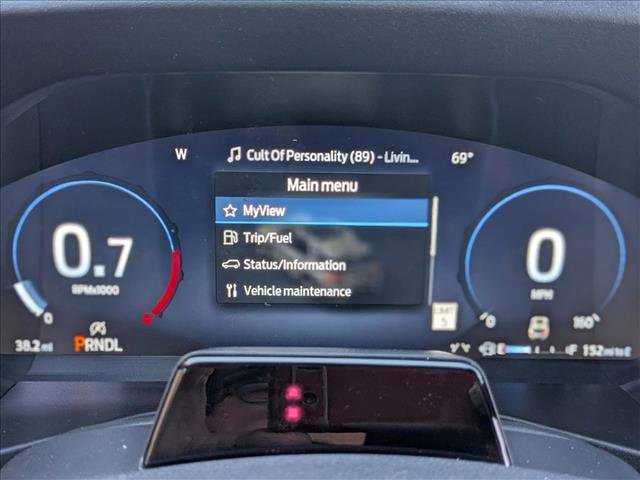 W Cult Of Personality (89) - Livin... 69°
Main menu
MyView
Trip/Fuel
Status/Information
Vehicle maintenance
0.7
RPMx1000
0
0
MPH
0 160
LIMIT
5
38.2 mi PRNDL
E F 152 mi to E